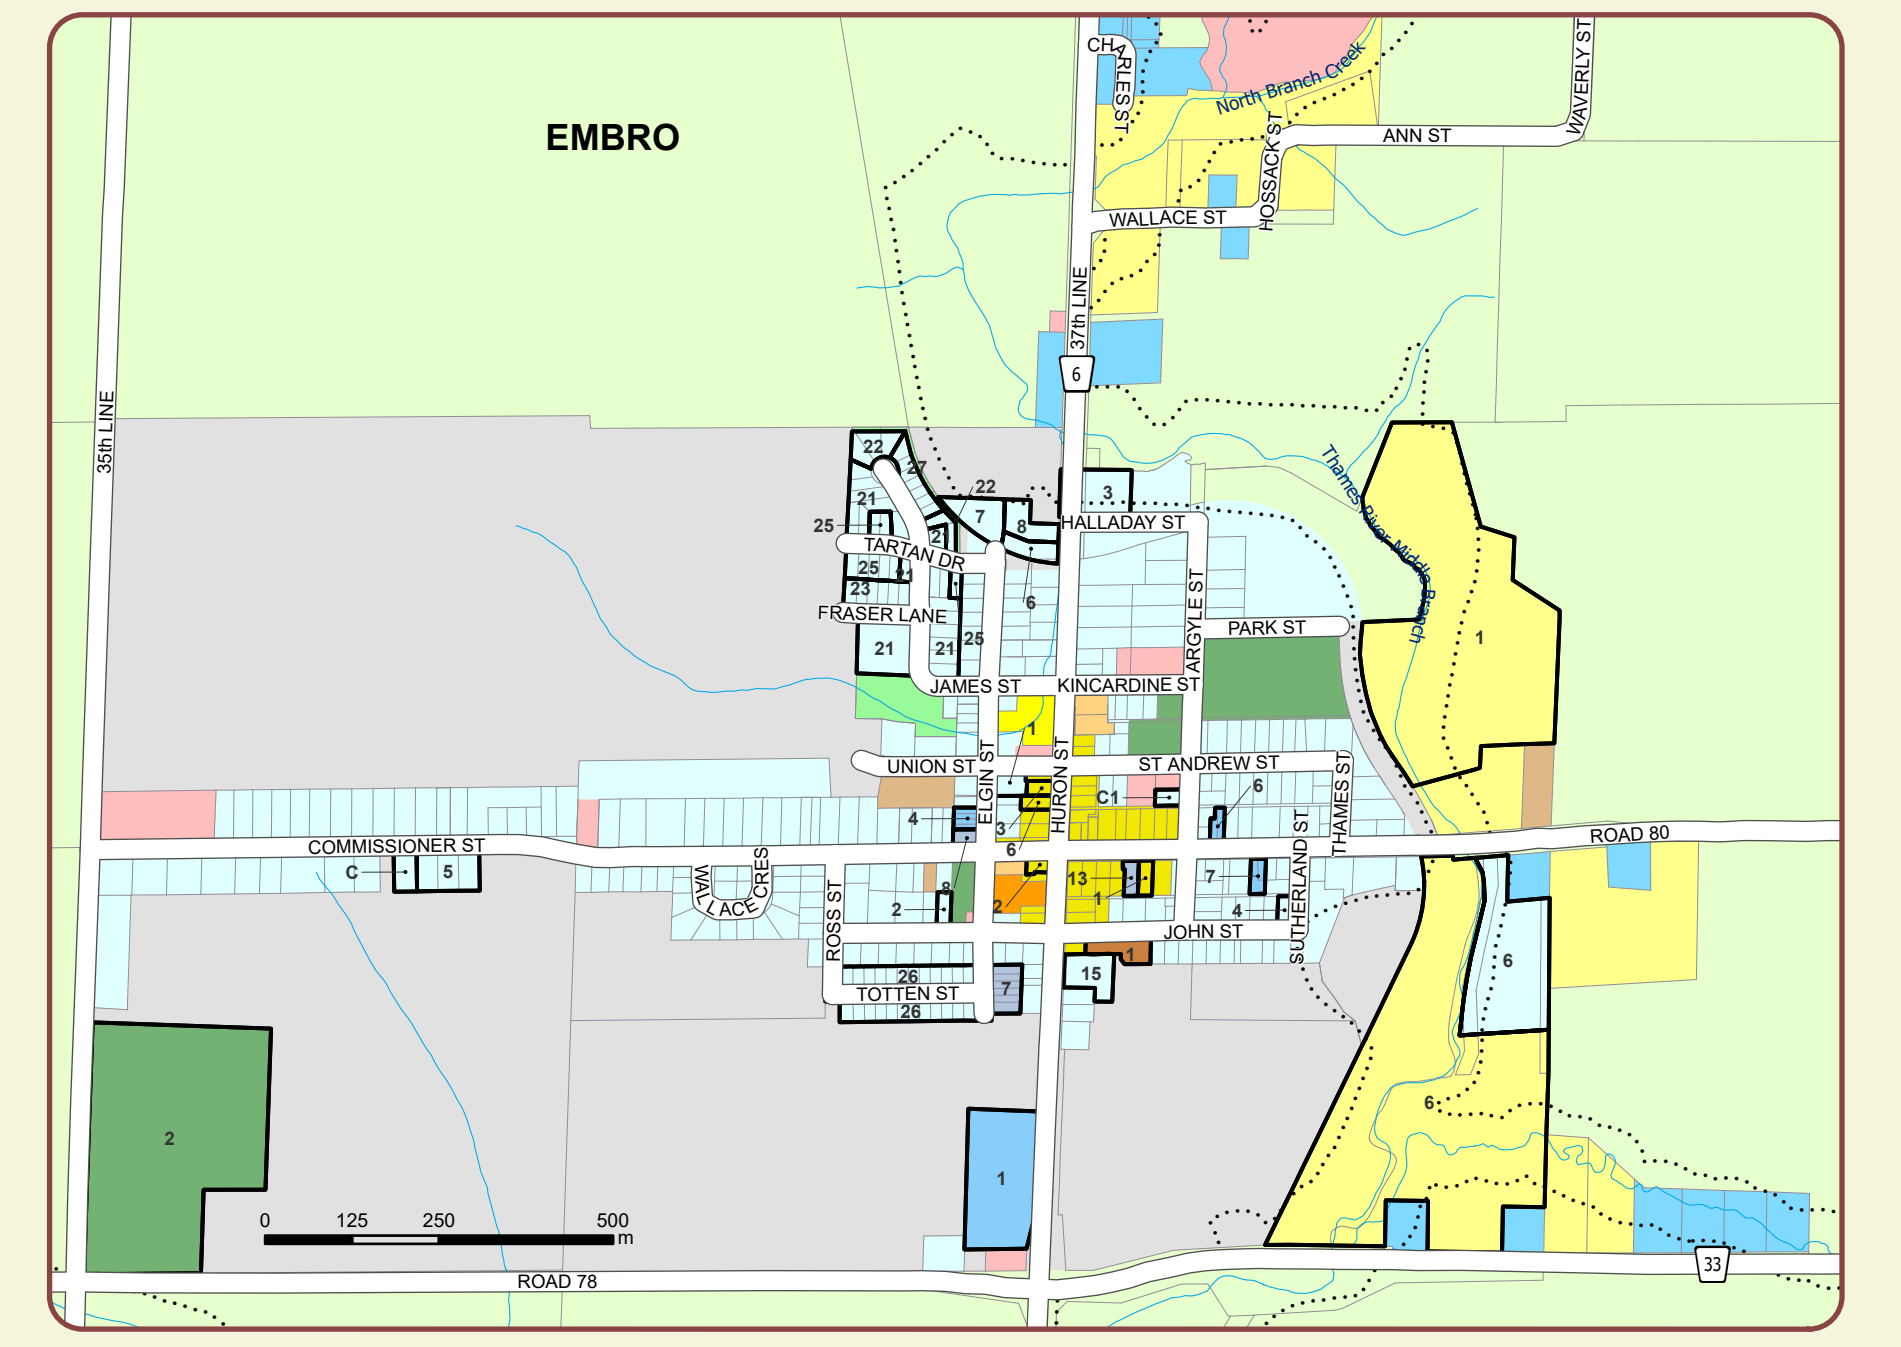 CHARLES ST
North Branch Creek
WAVERLY ST
EMBRO
ANN ST
HOSSACK ST
WALLACE ST
37th LINE
6
35th LINE
22
27
21
22
3
7
8
25
HALLADAY ST
21
TARTAN DR
25
21
23
6
FRASER LANE
Thames River Middle Branch
ARGYLE ST
PARK ST
1
21
21
25
JAMES ST
KINCARDINE ST
1
UNION ST
ELGIN ST
HURON ST
ST ANDREW ST
THAMES ST
C1
6
4
3
6
COMMISSIONER ST
ROAD 80
C
5
WALLACE CRES
ROSS ST
8
2
2
13
1
7
4
SUTHERLAND ST
JOHN ST
1
15
6
26
TOTTEN ST
26
7
6
2
1
0 125 250 500
m
33
ROAD 78